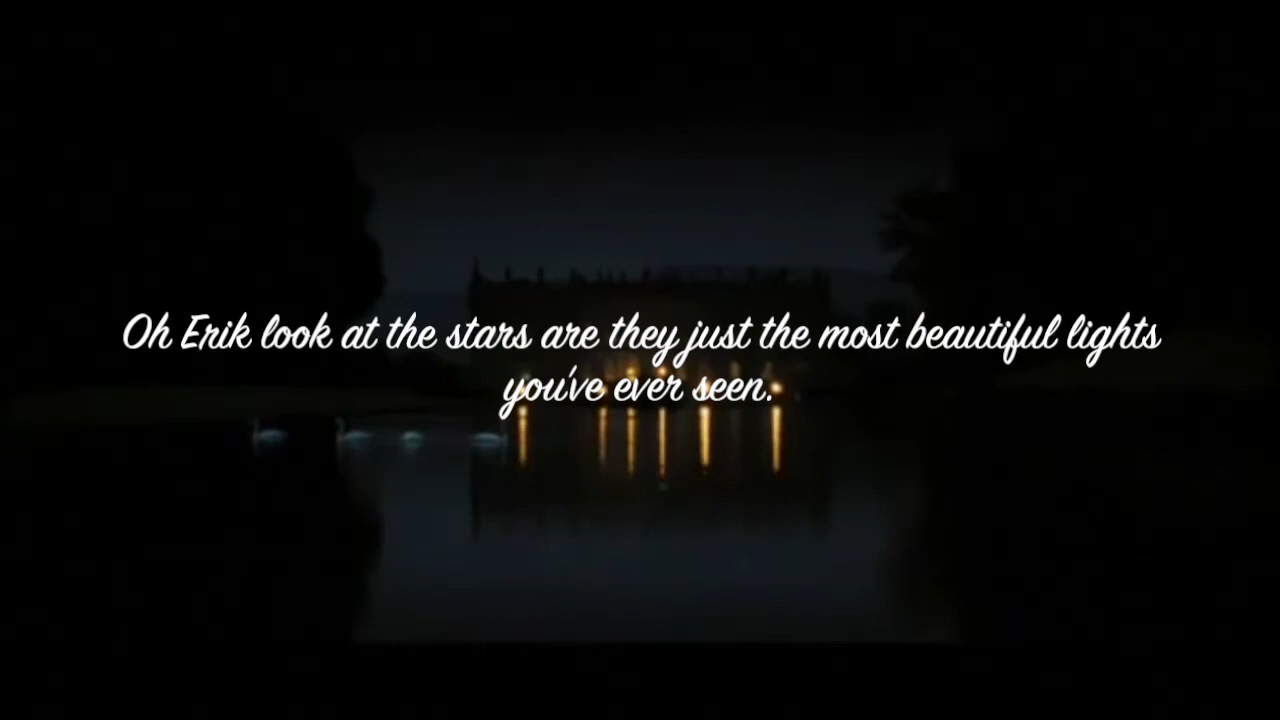 Oh Erik look at the stars are they just the most beautiful lights
you've ever seen.